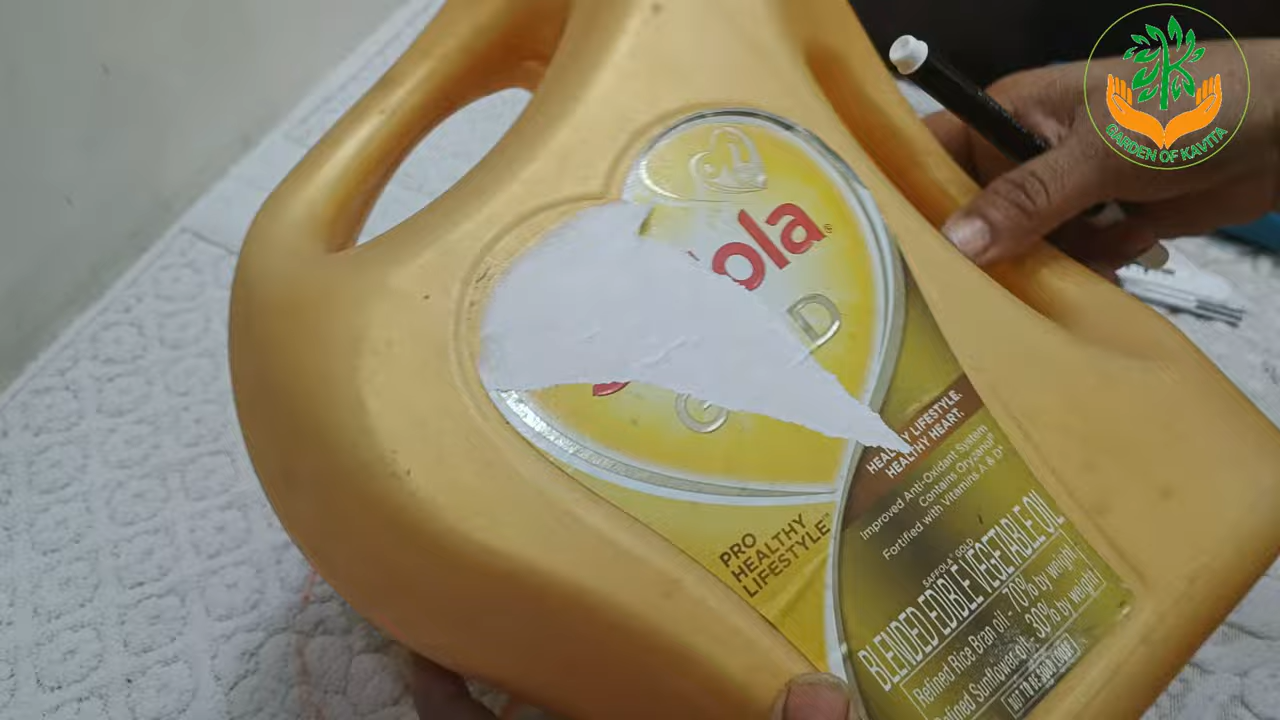 ola
G D
PRO
HEALTHY
LIFESTYLE™
HEALTHY LIFESTYLE.
HEALTHY HEART.
Improved Anti-Oxidant System
Contains Oryzanol
Fortified with Vitamins A & D
SAFFOLA® GOLD
BLENDED EDIBLE VEGETABLE OIL
Refined Rice Bran oil - 70% by weight
Refined Sunflower oil - 30% by weight
NOT TO BE SOLD LOOSE
GARDEN OF KAVITA